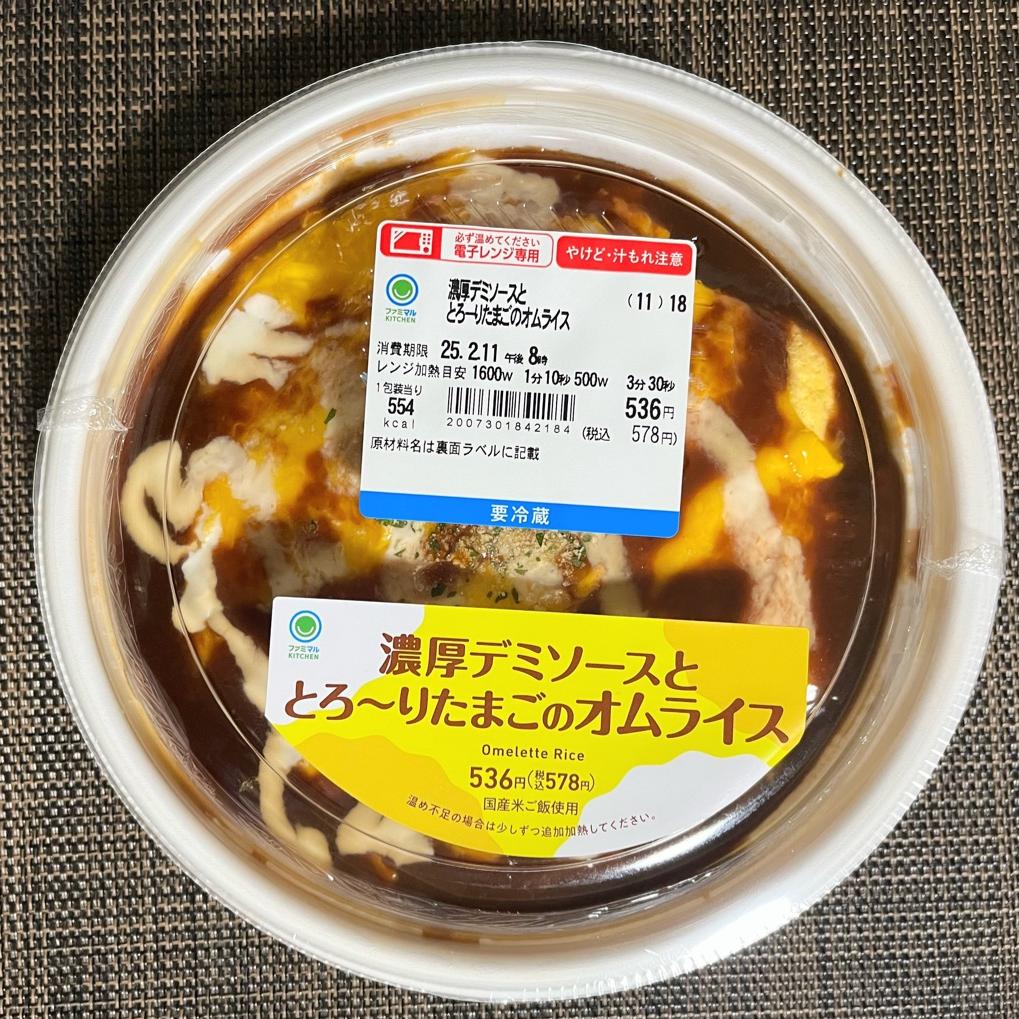 必ず温めてください
電子レンジ専用
やけど・汁もれ注意
ファミマル
KITCHEN
濃厚デミソースと
とろ〜りたまごのオムライス
(11) 18
消費期限 25. 2.11 午後 8時
レンジ加熱目安 1600W 1分10秒 500W 3分30秒
1包装当り
554
kcal
2007301842184
536円
(税込 578円)
原材料名は裏面ラベルに記載
要冷蔵
ファミマル
KITCHEN
濃厚デミソースと
とろ〜りたまごのオムライス
Omelette Rice
536円(税込578円)
国産米ご飯使用
温め不足の場合は少しずつ追加加熱してください。